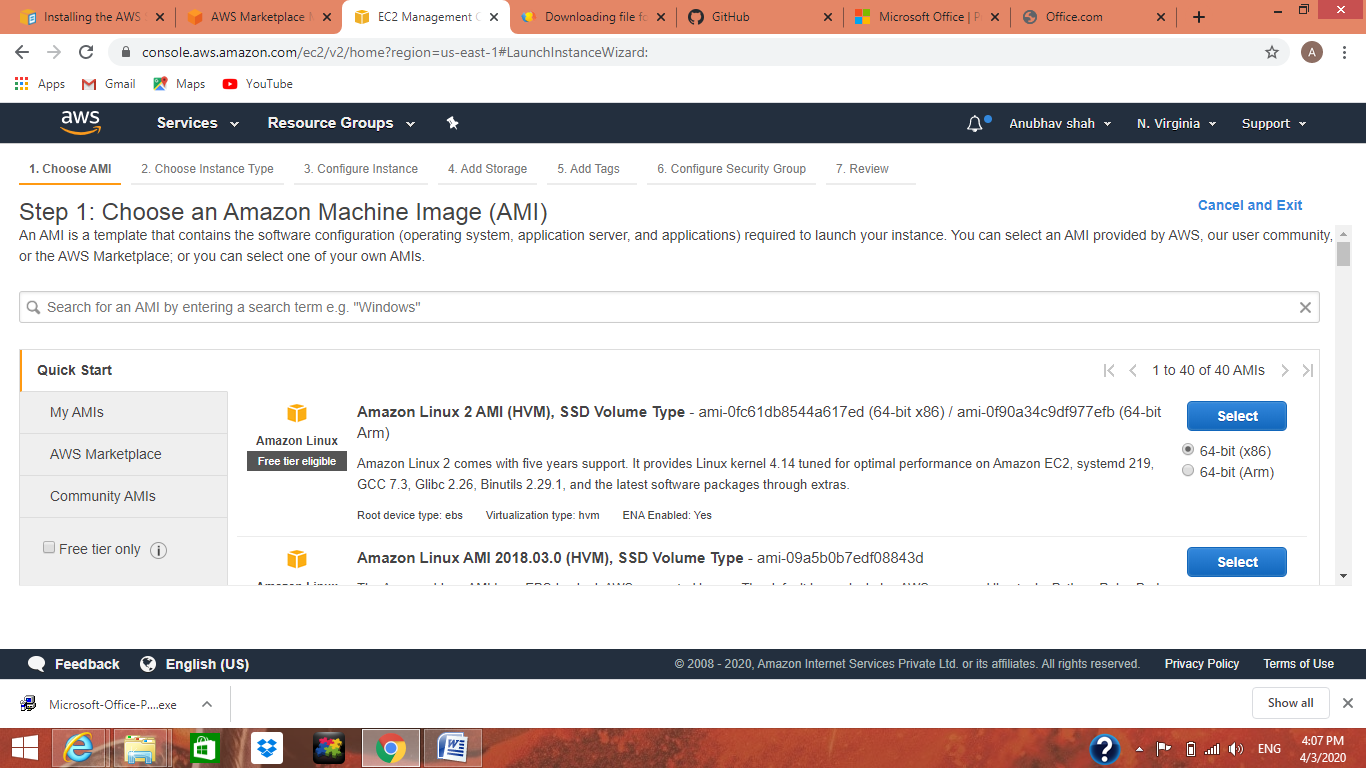 Installing the AWS
AWS Marketplace
EC2 Management C
Downloading file fo
GitHub
Microsoft Office | P
Office.com
console.aws.amazon.com/ec2/v2/home?region=us-east-1#LaunchInstanceWizard:
A
Apps
Gmail
Maps
YouTube
aws
Services
Resource Groups
Anubhav shah
N. Virginia
Support
1. Choose AMI
2. Choose Instance Type
3. Configure Instance
4. Add Storage
5. Add Tags
6. Configure Security Group
7. Review
Step 1: Choose an Amazon Machine Image (AMI)
Cancel and Exit
An AMI is a template that contains the software configuration (operating system, application server, and applications) required to launch your instance. You can select an AMI provided by AWS, our user community,
or the AWS Marketplace; or you can select one of your own AMIs.
Search for an AMI by entering a search term e.g. "Windows"
Quick Start
1 to 40 of 40 AMIs
My AMIs
AWS Marketplace
Community AMIs
Free tier only
Amazon Linux
Free tier eligible
Amazon Linux 2 AMI (HVM), SSD Volume Type - ami-0fc61db8544a617ed (64-bit x86) / ami-0f90a34c9df977efb (64-bit
Arm)
Amazon Linux 2 comes with five years support. It provides Linux kernel 4.14 tuned for optimal performance on Amazon EC2, systemd 219,
GCC 7.3, Glibc 2.26, Binutils 2.29.1, and the latest software packages through extras.
Root device type: ebs
Virtualization type: hvm
ENA Enabled: Yes
Select
64-bit (x86)
64-bit (Arm)
Amazon Linux AMI 2018.03.0 (HVM), SSD Volume Type - ami-09a5b0b7edf08843d
Select
Feedback
English (US)
© 2008 - 2020, Amazon Internet Services Private Ltd. or its affiliates. All rights reserved.
Privacy Policy
Terms of Use
Microsoft-Office-P....exe
Show all
ENG
4:07 PM
4/3/2020